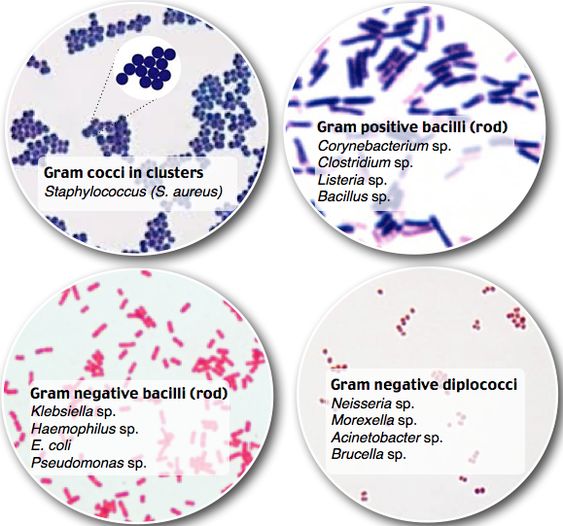 Gram cocci in clusters
Staphylococcus (S. aureus)
Gram positive bacilli (rod)
Corynebacterium sp.
Clostridium sp.
Listeria sp.
Bacillus sp.
Gram negative bacilli (rod)
Klebsiella sp.
Haemophilus sp.
E. coli
Pseudomonas sp.
Gram negative diplococci
Neisseria sp.
Morexella sp.
Acinetobacter sp.
Brucella sp.